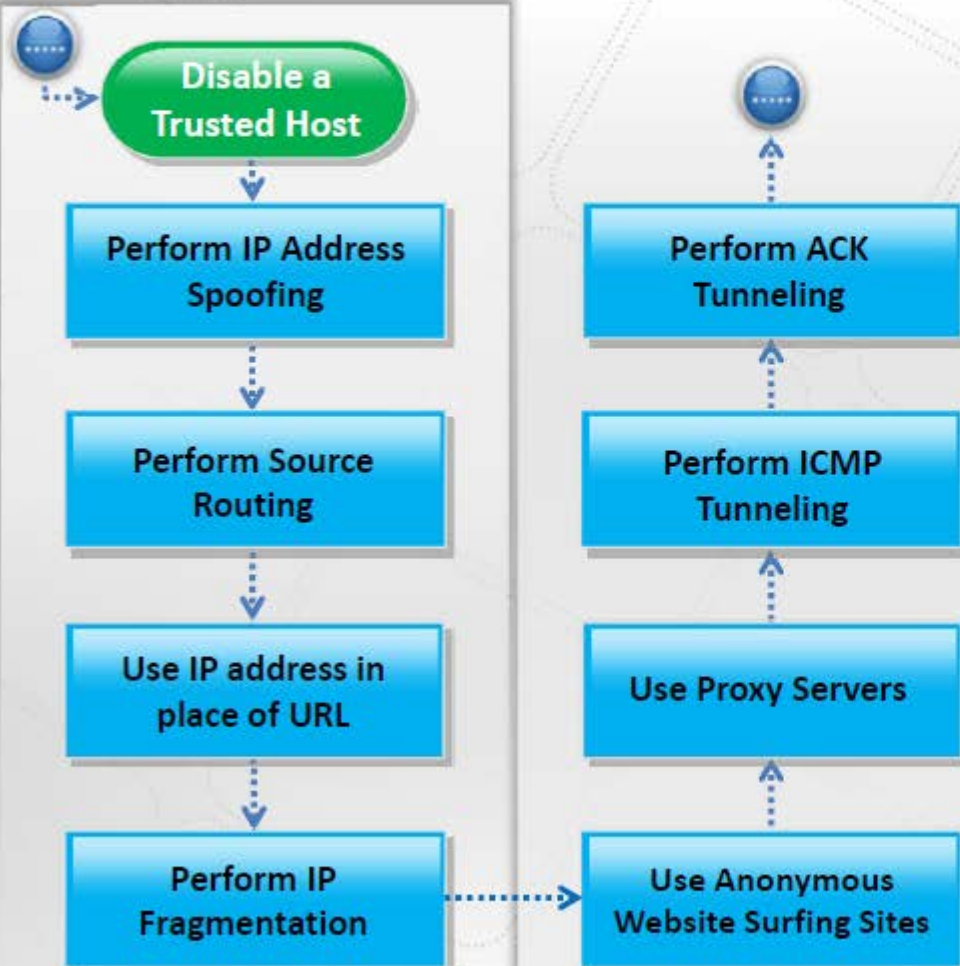 Disable a
Trusted Host
Perform IP Address
Spoofing
Perform Source
Routing
Use IP address in
place of URL
Perform IP
Fragmentation
Use Anonymous
Website Surfing Sites
Use Proxy Servers
Perform ICMP
Tunneling
Perform ACK
Tunneling